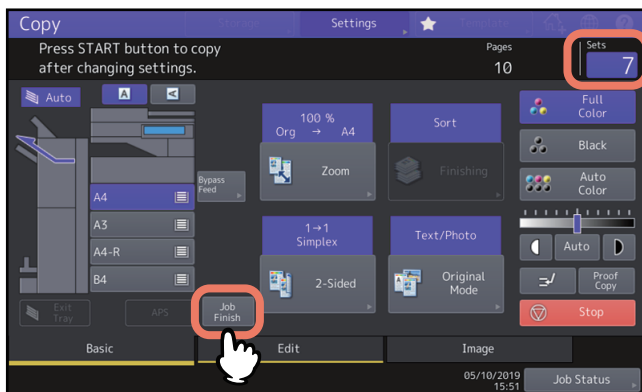 Copy
Storage
Settings
Template
Press START button to copy
after changing settings.
Pages
10
Sets
7
Auto
A
A
Bypass
Feed
A4
A3
A4-R
B4
Exit
Tray
APS
Job
Finish
100 %
Org → A4
Zoom
Sort
Finishing
1→1
Simplex
2-Sided
Text/Photo
Original
Mode
Full
Color
Black
Auto
Color
Auto
Proof
Copy
Stop
Basic
Edit
Image
05/10/2019
15:51
Job Status